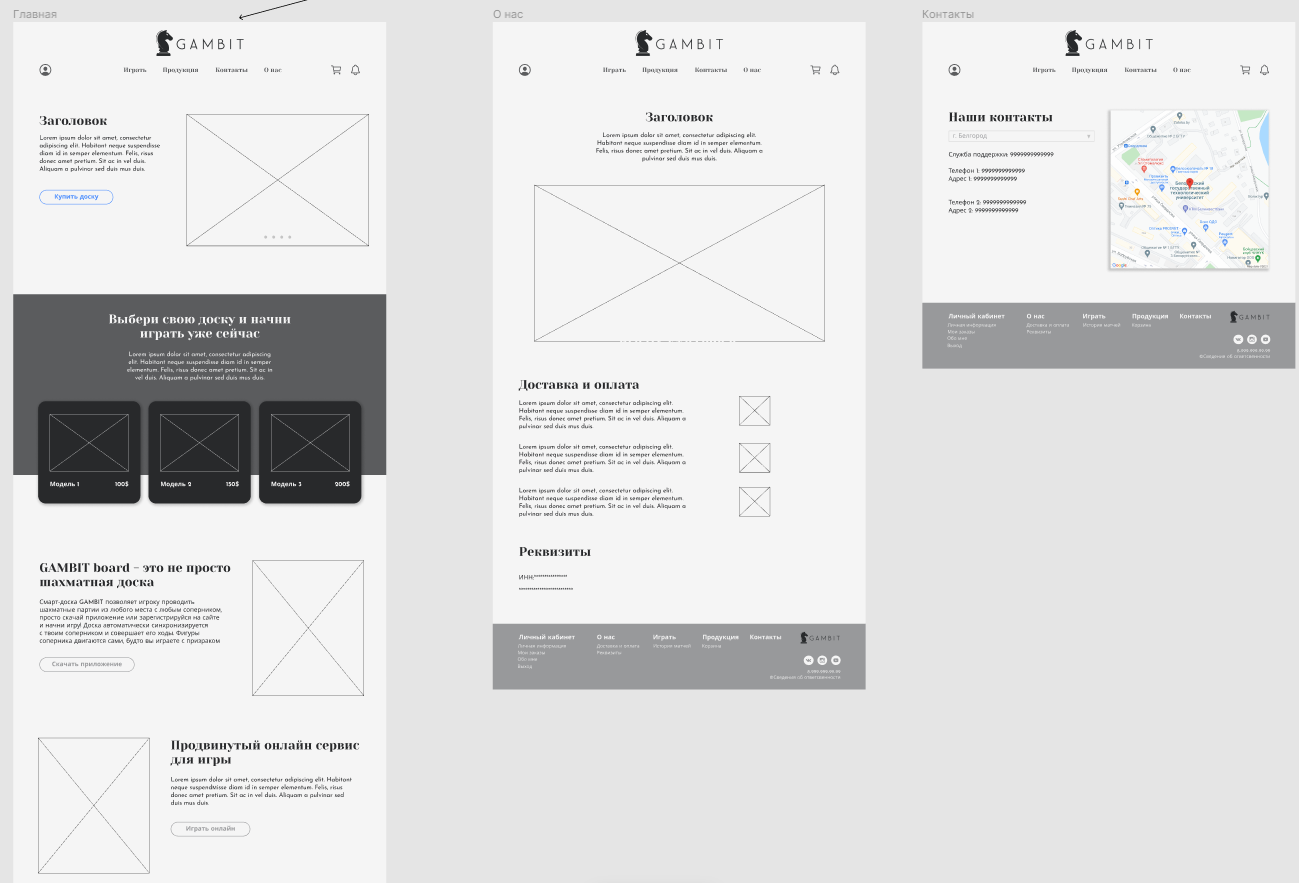 Главная
GAMBIT
Играть Продукция Контакты О нас
Заголовок
Lorem ipsum dolor sit amet, consectetur
adipiscing elit. Habitant neque suspendisse
diam id in semper elementum. Felis, risus
donec amet pretium. Sit ac in vel duis.
Aliquam a pulvinar sed duis mus duis.
Купить доску
Выбери свою доску и начни
играть уже сейчас
Lorem ipsum dolor sit amet, consectetur adipiscing
elit. Habitant neque suspendisse diam id in semper
elementum. Felis, risus donec amet pretium. Sit ac in
vel duis. Aliquam a pulvinar sed duis mus duis.
Модель 1 100$
Модель 2 150$
Модель 3 200$
GAMBIT board - это не просто
шахматная доска
Смарт-доска GAMBIT позволяет игроку проводить
шахматные партии из любого места с любым соперником,
просто скачай приложение или зарегистрируйся на сайте
и начни игру! Доска автоматически синхронизируется
с твоим соперником и совершает его ходы. Фигуры
соперника двигаются сами, будто вы играете с призраком
Скачать приложение
Продвинутый онлайн сервис
для игры
Lorem ipsum dolor sit amet, consectetur adipiscing elit. Habitant
neque suspendisse diam id in semper elementum. Felis, risus
donec amet pretium. Sit ac in vel duis. Aliquam a pulvinar sed
duis mus duis.
Играть онлайн
О нас
GAMBIT
Играть Продукция Контакты О нас
Заголовок
Lorem ipsum dolor sit amet, consectetur adipiscing elit.
Habitant neque suspendisse diam id in semper elementum.
Felis, risus donec amet pretium. Sit ac in vel duis. Aliquam a
pulvinar sed duis mus duis.
Доставка и оплата
Lorem ipsum dolor sit amet, consectetur adipiscing elit.
Habitant neque suspendisse diam id in semper elementum.
Felis, risus donec amet pretium. Sit ac in vel duis. Aliquam a
pulvinar sed duis mus duis.
Lorem ipsum dolor sit amet, consectetur adipiscing elit.
Habitant neque suspendisse diam id in semper elementum.
Felis, risus donec amet pretium. Sit ac in vel duis. Aliquam a
pulvinar sed duis mus duis.
Lorem ipsum dolor sit amet, consectetur adipiscing elit.
Habitant neque suspendisse diam id in semper elementum.
Felis, risus donec amet pretium. Sit ac in vel duis. Aliquam a
pulvinar sed duis mus duis.
Реквизиты
ИНН:
Личный кабинет О нас Играть Продукция Контакты GAMBIT
Личная информация Доставка и оплата История матчей Корзина
Мои заказы Реквизиты
Обо мне
Выход
8-999-999-99-99
©Сведения об ответственности
Контакты
GAMBIT
Играть Продукция Контакты О нас
Наши контакты
г. Белгород
Служба поддержки: 9999999999999
Телефон 1: 9999999999999
Адрес 1: 9999999999999
Телефон 2: 9999999999999
Адрес 2: 9999999999999
Белгородский
государственный
технологический
университет
Google
Личный кабинет О нас Играть Продукция Контакты GAMBIT
Личная информация Доставка и оплата История матчей Корзина
Мои заказы Реквизиты
Обо мне
Выход
8-999-999-99-99
©Сведения об ответственности